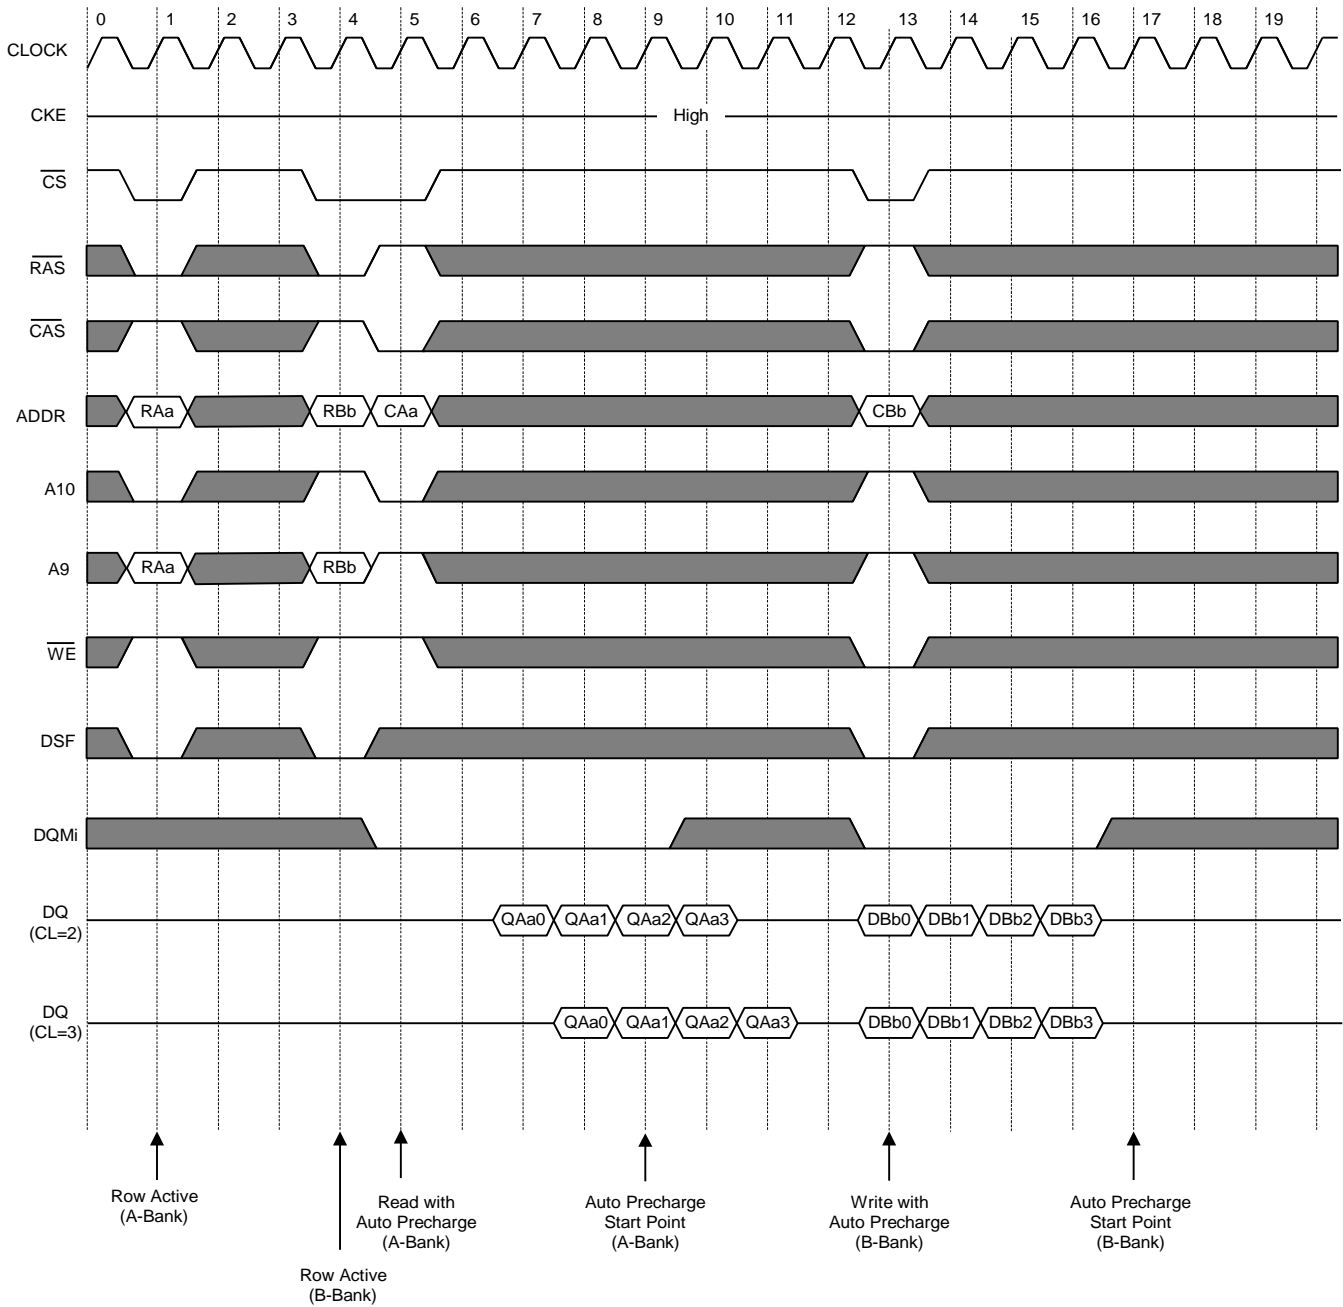 0 1 2 3 4 5 6 7 8 9 10 11 12 13 14 15 16 17 18 19
CLOCK
CKE
High
CS
RAS
CAS
ADDR
RAa RBb CAa CBb
A10
A9
RAa RBb
WE
DSF
DQMi
DQ
(CL=2)
QAa0 QAa1 QAa2 QAa3 DBb0 DBb1 DBb2 DBb3
DQ
(CL=3)
QAa0 QAa1 QAa2 QAa3 DBb0 DBb1 DBb2 DBb3
Row Active
(A-Bank)
Row Active
(B-Bank)
Read with
Auto Precharge
(A-Bank)
Auto Precharge
Start Point
(A-Bank)
Write with
Auto Precharge
(B-Bank)
Auto Precharge
Start Point
(B-Bank)